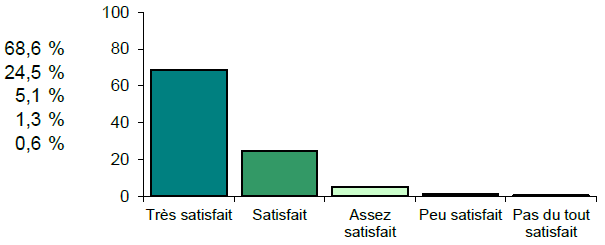 68,6 %
24,5 %
5,1 %
1,3 %
0,6 %
100
80
60
40
20
0
Très satisfait
Satisfait
Assez
satisfait
Peu satisfait
Pas du tout
satisfait